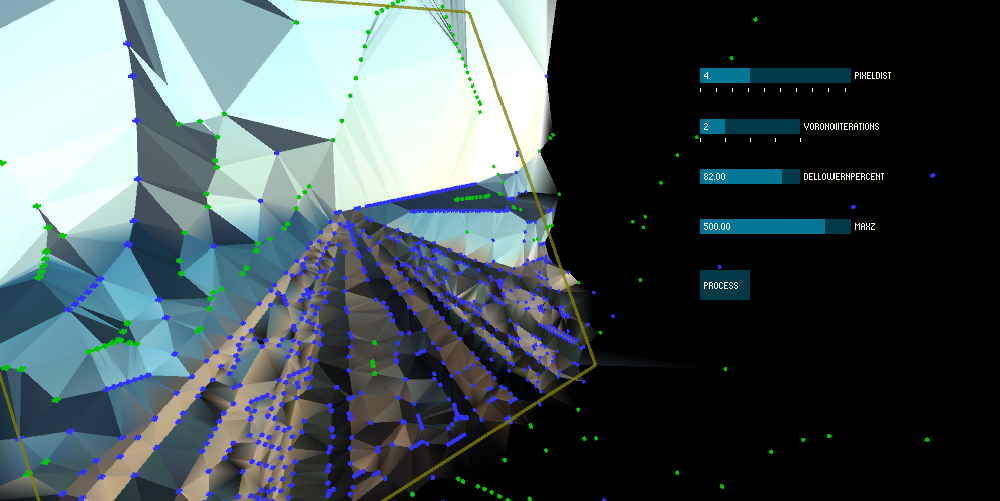 4 PIXELDIST
2 VORONOIITERATIONS
82.00 DELLOWERNPERCENT
500.00 MAXZ
PROCESS